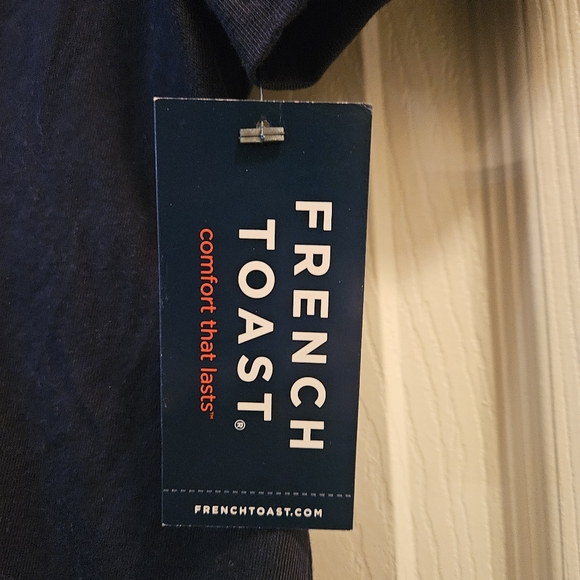 FRENCH
TOAST®
comfort that lasts™
FRENCHTOAST.COM